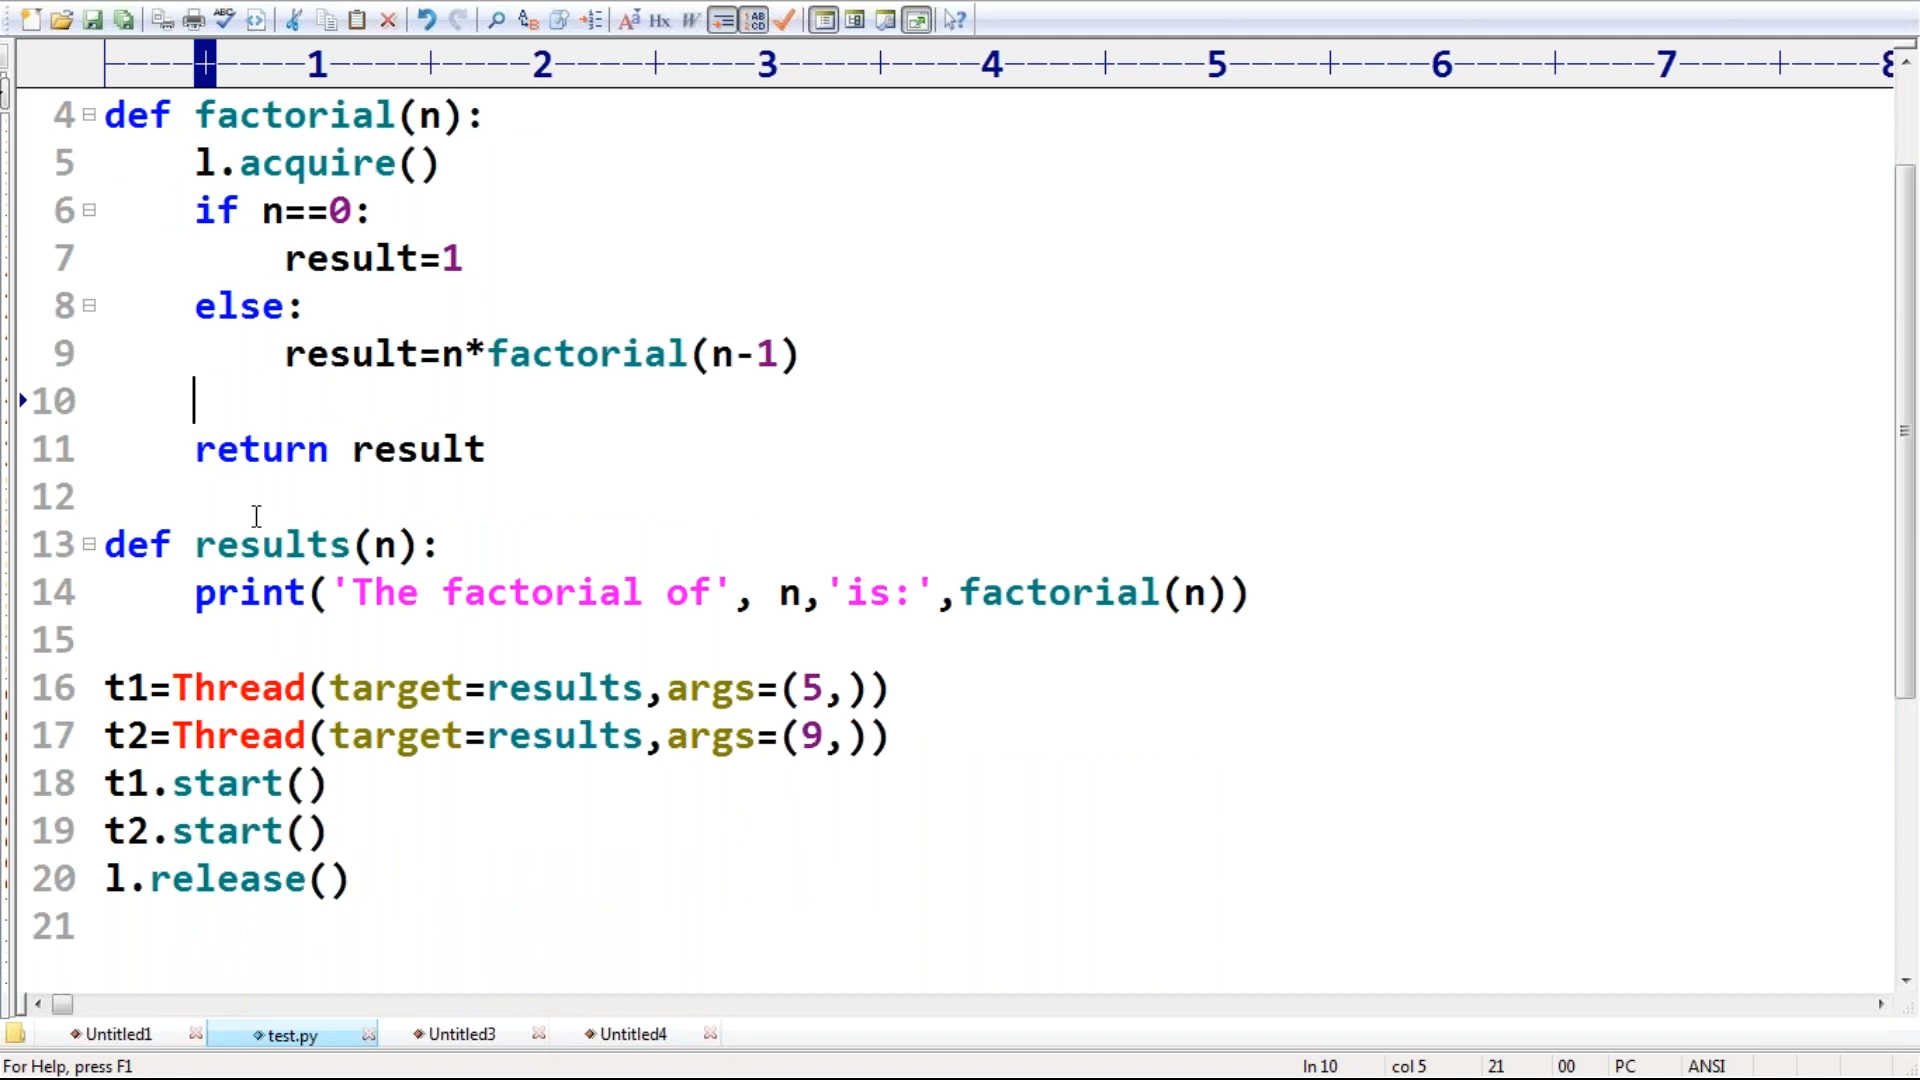 1 2 3 4 5 6 7 8
4 def factorial(n):
5     l.acquire()
6     if n==0:
7         result=1
8     else:
9         result=n*factorial(n-1)
10
11     return result
12
13 def results(n):
14     print('The factorial of', n,'is:',factorial(n))
15
16 t1=Thread(target=results,args=(5,))
17 t2=Thread(target=results,args=(9,))
18 t1.start()
19 t2.start()
20 l.release()
21
Untitled1 test.py Untitled3 Untitled4
For Help, press F1 ln 10 col 5 21 00 PC ANSI